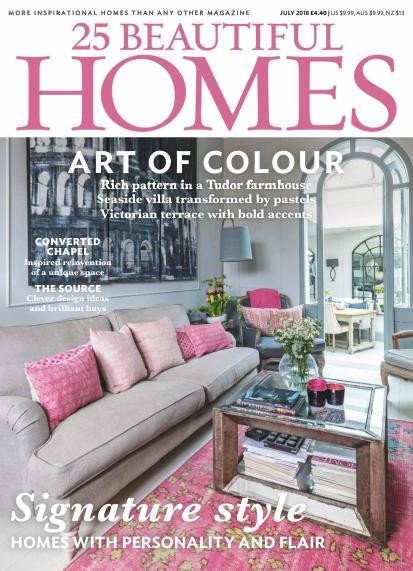 MORE INSPIRATIONAL HOMES THAN ANY OTHER MAGAZINE
JULY 2018 £4.40 | US $9.99, AUS $9.99, NZ $13
25 BEAUTIFUL
HOMES
ART OF COLOUR
Rich pattern in a Tudor farmhouse
Seaside villa transformed by pastels
Victorian terrace with bold accents
CONVERTED
CHAPEL
Inspired reinvention
of a unique space
THE SOURCE
Clever design ideas
and brilliant buys
Signature style
HOMES WITH PERSONALITY AND FLAIR